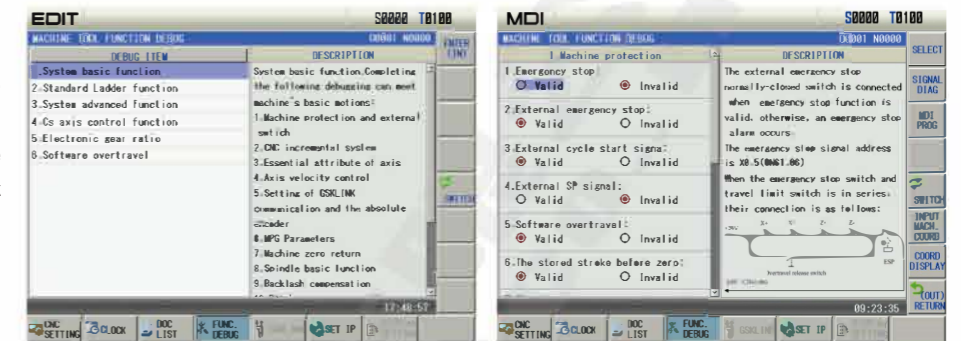 EDIT
S0000 T0100
MACHINE TOOL FUNCTION DEBUG
O0001 N0000
DEBUG ITEM
.System basic function
2.Standard Ladder function
3.System advanced function
4.Cs axis control function
5.Electronic gear ratio
6.Software overtravel
DESCRIPTION
System basic function.Completing
the following debugging can meet
machine's basic motions:
1.Machine protection and external
swtich
2.CNC incremental system
3.Essential attribute of axis
4.Axis velocity control
5.Setting of GSKLINK
communication and the absolute
encoder
6.MPG Parameters
7.Machine zero return
8.Spindle basic function
9.Backlash compensation
SWITCH
17:48:57
CNC SETTING
CLOCK
DOC LIST
FUNC. DEBUG
SET IP
MDI
S0000 T0100
MACHINE TOOL FUNCTION DEBUG
O0001 N0000
1.Machine protection
1.Emergency stop
Valid Invalid
2.External emergency stop:
Valid Invalid
3.External cycle start signal:
Valid Invalid
4.External SP signal:
Valid Invalid
5.Software overtravel:
Valid Invalid
6.The stored stroke before zero:
Valid Invalid
DESCRIPTION
The external emergency stop
normally-closed switch is connected
when emergency stop function is
valid, otherwise, an emergency stop
alarm occurs.
The emergency stop signal address
is X0.5(
When the emergency stop switch and
travel limit switch is in series,
their connection is as follows:
ESP
release switch
SELECT
SIGNAL DIAG
MDI PROG
SWITCH
INPUT MACH. COORD
COORD DISPLAY
(OUT) RETURN
09:23:35
CNC SETTING
CLOCK
DOC LIST
FUNC. DEBUG
GSKLINK
SET IP